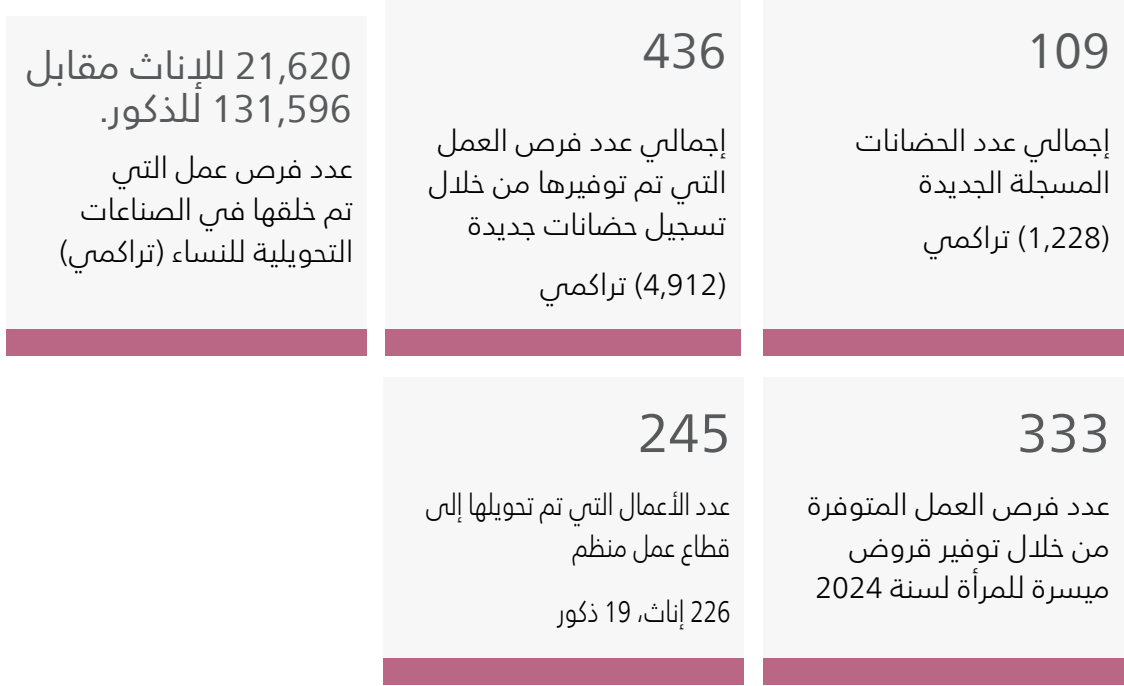 109
إجمالي عدد الحضانات
المسجلة الجديدة
(1,228) تراكمي
436
إجمالي عدد فرص العمل
التي تم توفيرها من خلال
تسجيل حضانات جديدة
(4,912) تراكمي
21,620 للإناث مقابل
131,596 للذكور.
عدد فرص عمل التي
تم خلقها في الصناعات
التحويلية للنساء (تراكمي)
333
عدد فرص العمل المتوفرة
من خلال توفير قروض
ميسرة للمرأة لسنة 2024
245
عدد الأعمال التي تم تحويلها إلى
قطاع عمل منظم
226 إناث، 19 ذكور